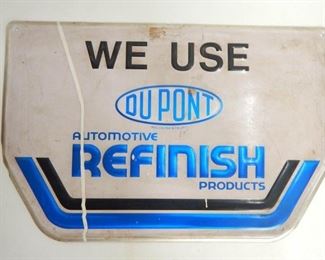 WE USE
DU PONT
AUTOMOTIVE
REFINISH
PRODUCTS